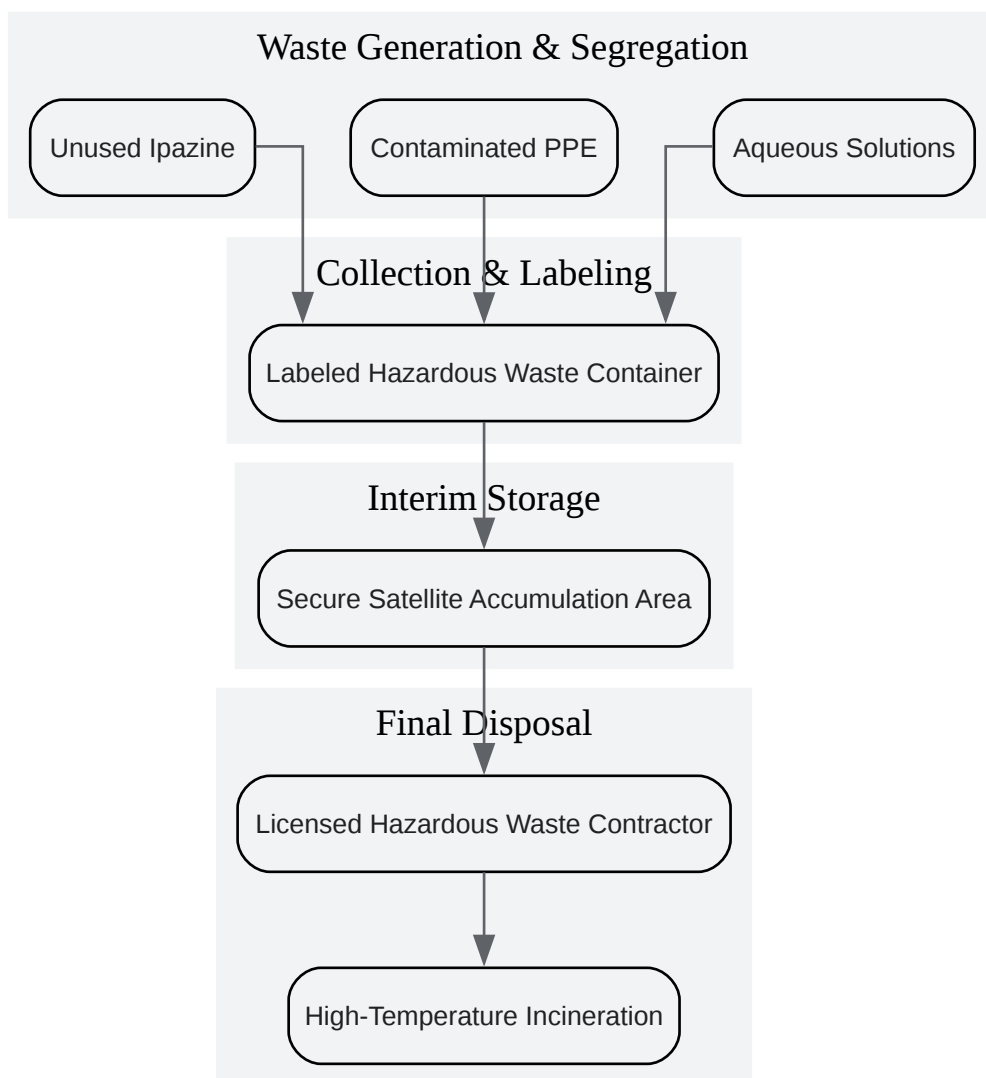 Waste Generation & Segregation
Unused Ipazine
Contaminated PPE
Aqueous Solutions
Collection & Labeling
Labeled Hazardous Waste Container
Interim Storage
Secure Satellite Accumulation Area
Final Disposal
Licensed Hazardous Waste Contractor
High-Temperature Incineration